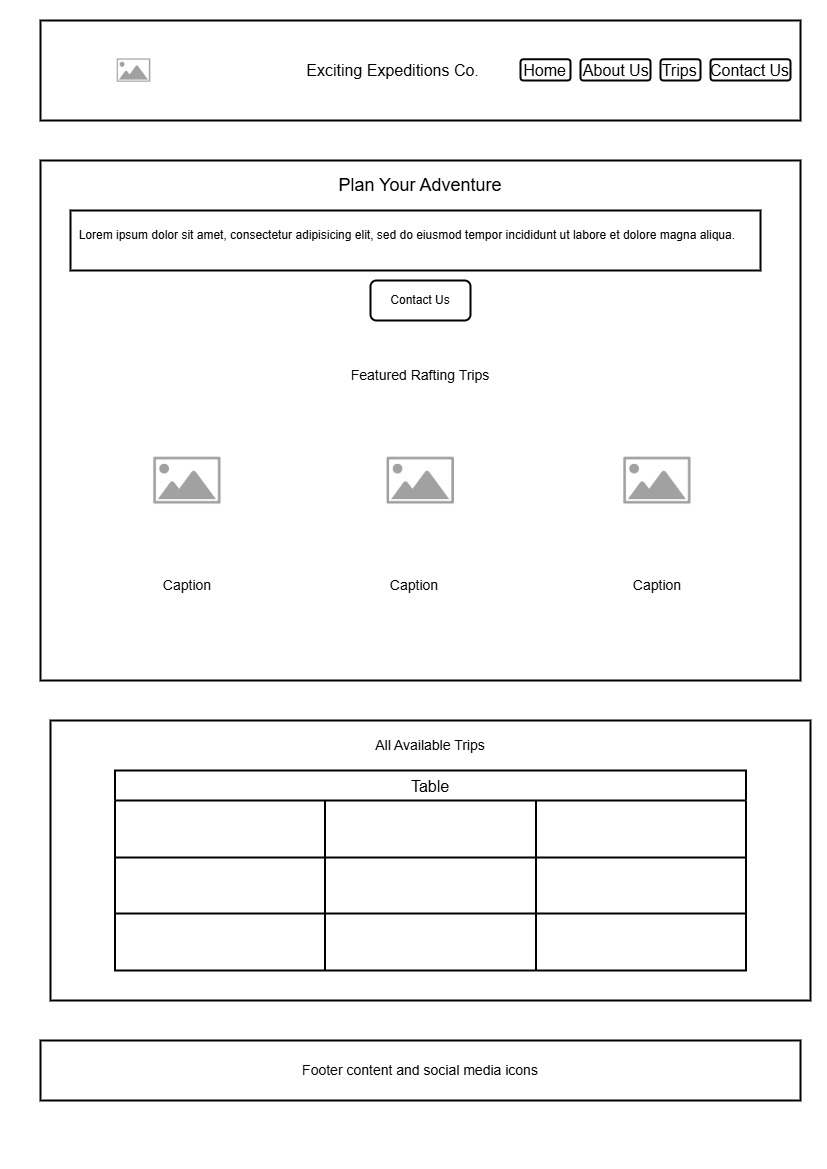 Exciting Expeditions Co.
Home
About Us
Trips
Contact Us
Plan Your Adventure
Lorem ipsum dolor sit amet, consectetur adipisicing elit, sed do eiusmod tempor incididunt ut labore et dolore magna aliqua.
Contact Us
Featured Rafting Trips
Caption
Caption
Caption
All Available Trips
Table
Footer content and social media icons